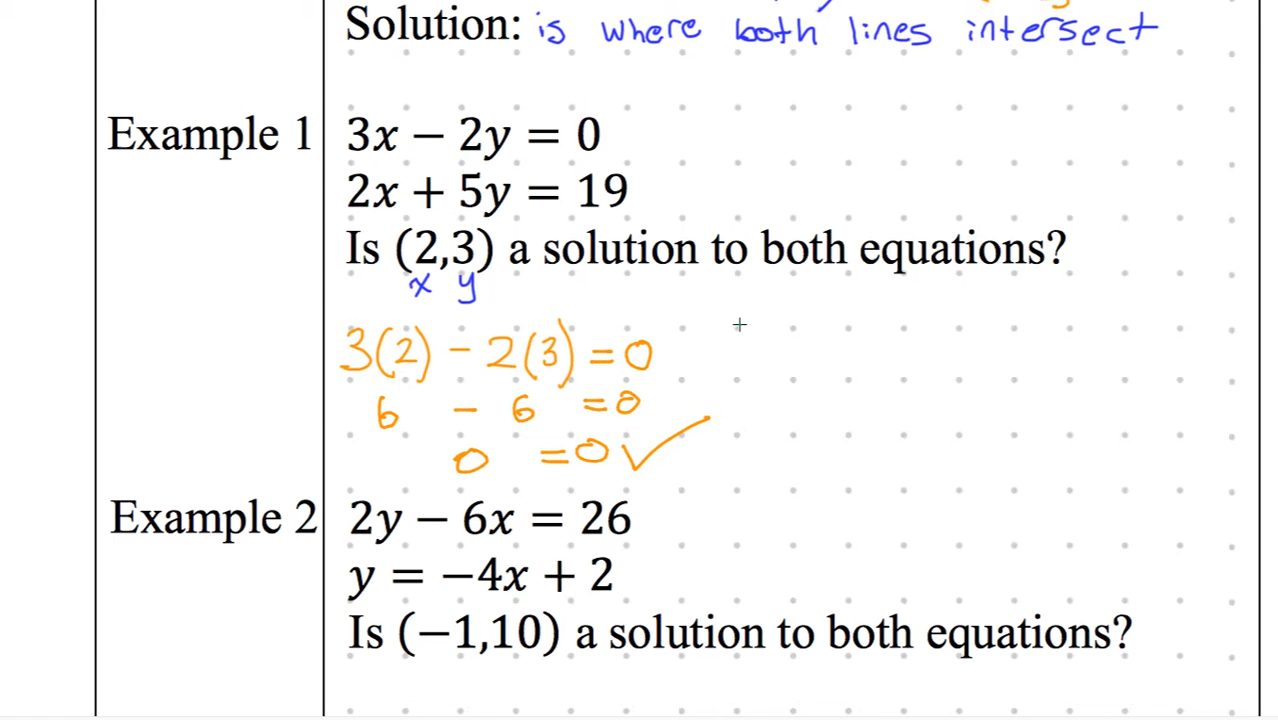 Solution: is where both lines intersect
Example 1
3x − 2y = 0
2x + 5y = 19
Is (2,3) a solution to both equations?
x y
3(2) - 2(3) = 0
6 - 6 = 0
0 = 0 ✓
Example 2
2y − 6x = 26
y = −4x + 2
Is (−1,10) a solution to both equations?